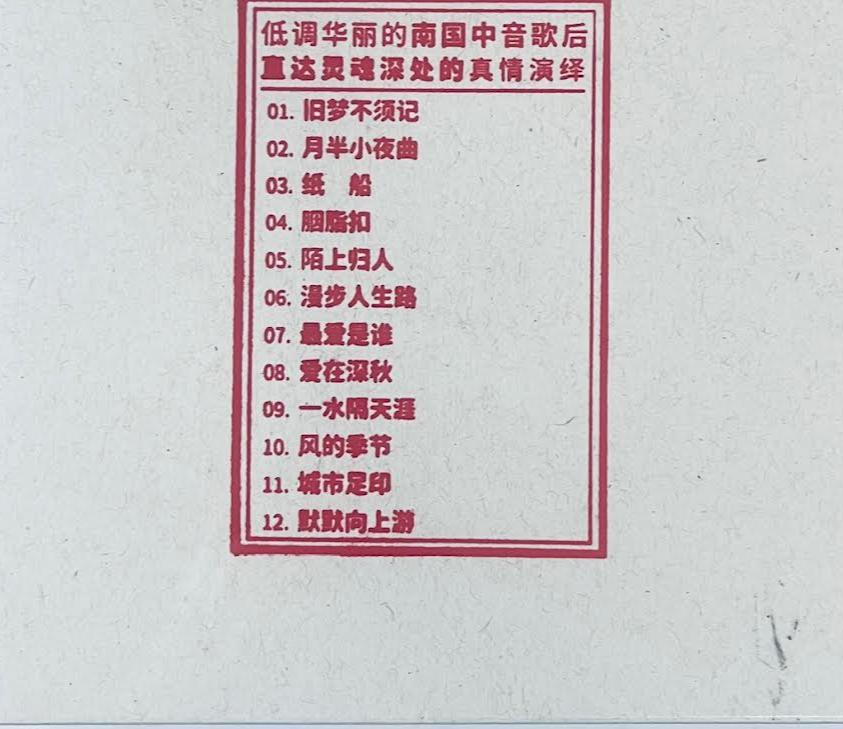 低调华丽的南国中音歌后
直达灵魂深处的真情演绎
01. 旧梦不须记
02. 月半小夜曲
03. 纸 船
04. 胭脂扣
05. 陌上归人
06. 漫步人生路
07. 最爱是谁
08. 爱在深秋
09. 一水隔天涯
10. 风的季节
11. 城市足印
12. 默默向上游